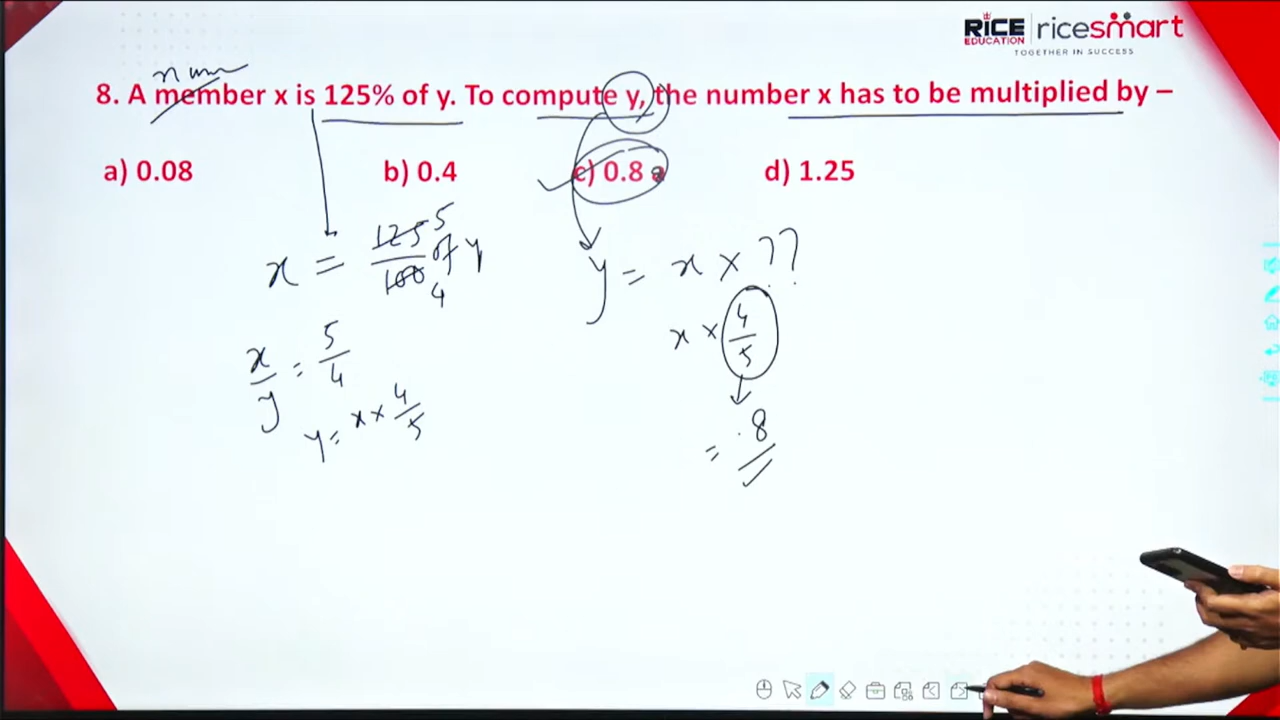 RICE EDUCATION ricesmart
TOGETHER IN SUCCESS
8. A member x is 125% of y. To compute y, the number x has to be multiplied by –
a) 0.08 b) 0.4 c) 0.8 d) 1.25
x = 125/100 of y
5
4
y = x × ??
x × 4/5
x/y = 5/4
y = x × 4/5
= .8